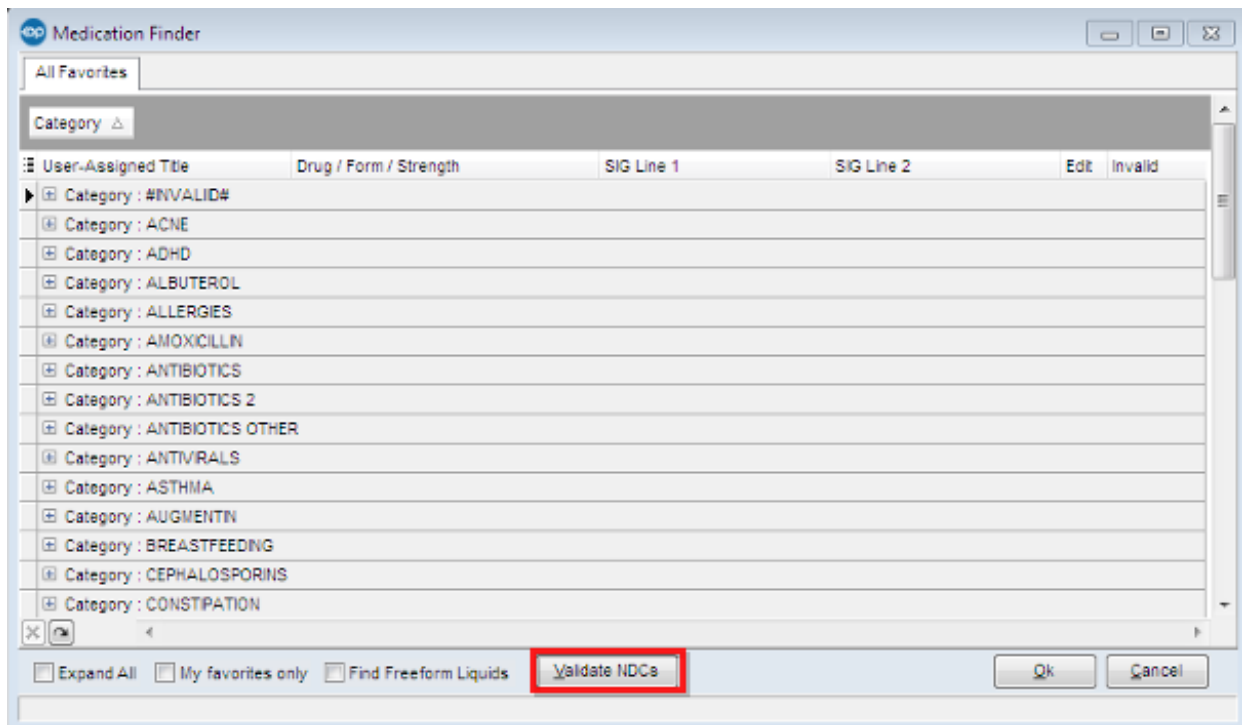 op Medication Finder
All Favorites
Category
User-Assigned Title Drug / Form / Strength SIG Line 1 SIG Line 2 Edit Invalid
Category : #INVALID#
Category : ACNE
Category : ADHD
Category : ALBUTEROL
Category : ALLERGIES
Category : AMOXICILLIN
Category : ANTIBIOTICS
Category : ANTIBIOTICS 2
Category : ANTIBIOTICS OTHER
Category : ANTIVIRALS
Category : ASTHMA
Category : AUGMENTIN
Category : BREASTFEEDING
Category : CEPHALOSPORINS
Category : CONSTIPATION
Expand All My favorites only Find Freeform Liquids Validate NDCs Ok Cancel